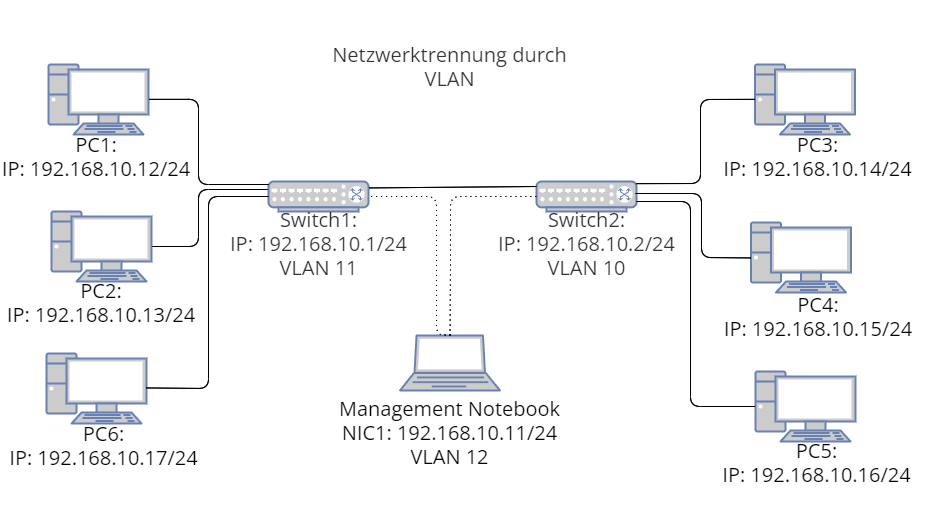 Netzwerktrennung durch
VLAN
PC1:
IP: 192.168.10.12/24
PC3:
IP: 192.168.10.14/24
Switch1:
IP: 192.168.10.1/24
VLAN 11
Switch2:
IP: 192.168.10.2/24
VLAN 10
PC2:
IP: 192.168.10.13/24
PC4:
IP: 192.168.10.15/24
Management Notebook
NIC1: 192.168.10.11/24
VLAN 12
PC6:
IP: 192.168.10.17/24
PC5:
IP: 192.168.10.16/24